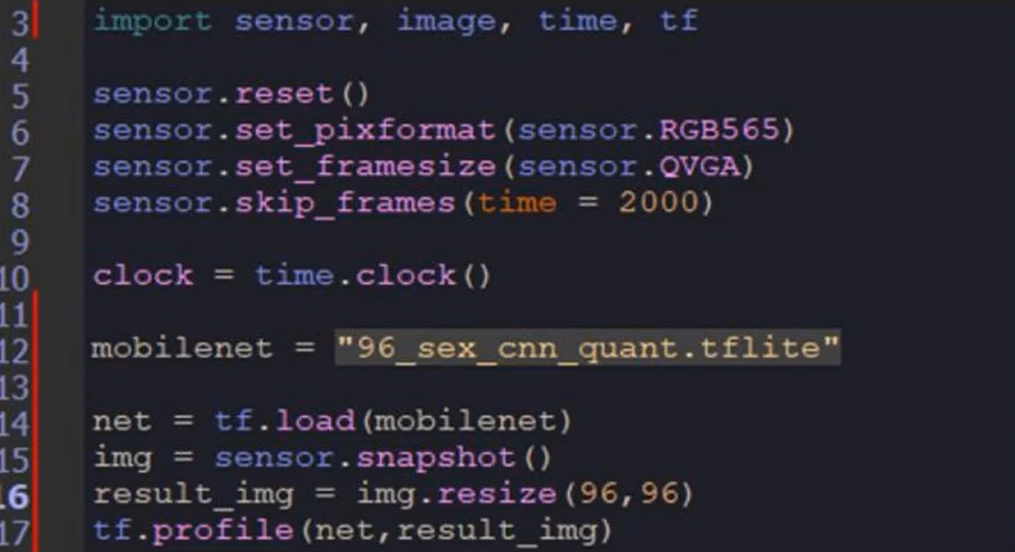 3 import sensor, image, time, tf
4
5 sensor.reset()
6 sensor.set_pixformat(sensor.RGB565)
7 sensor.set_framesize(sensor.QVGA)
8 sensor.skip_frames(time = 2000)
9
10 clock = time.clock()
11
12 mobilenet = "96_sex_cnn_quant.tflite"
13
14 net = tf.load(mobilenet)
15 img = sensor.snapshot()
16 result_img = img.resize(96,96)
17 tf.profile(net,result_img)